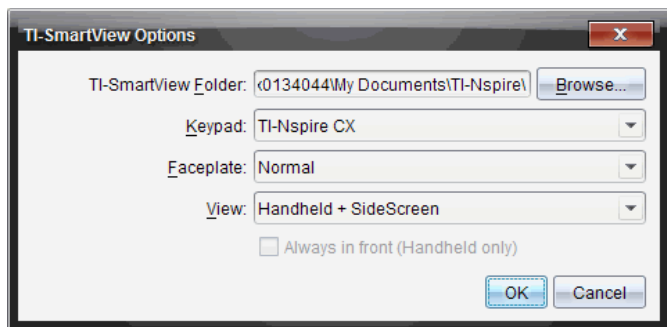 TI-SmartView Options
TI-SmartView Folder: x0134044\My Documents\TI-Nspire\ Browse...
Keypad: TI-Nspire CX
Faceplate: Normal
View: Handheld + SideScreen
Always in front (Handheld only)
OK Cancel